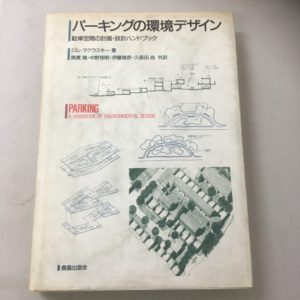 パーキングの環境デザイン
駐車空間の計画・設計ハンドブック
ジム・マクラスキー 著
PARKING
A HANDBOOK OF ENVIRONMENTAL DESIGN
鹿島出版会